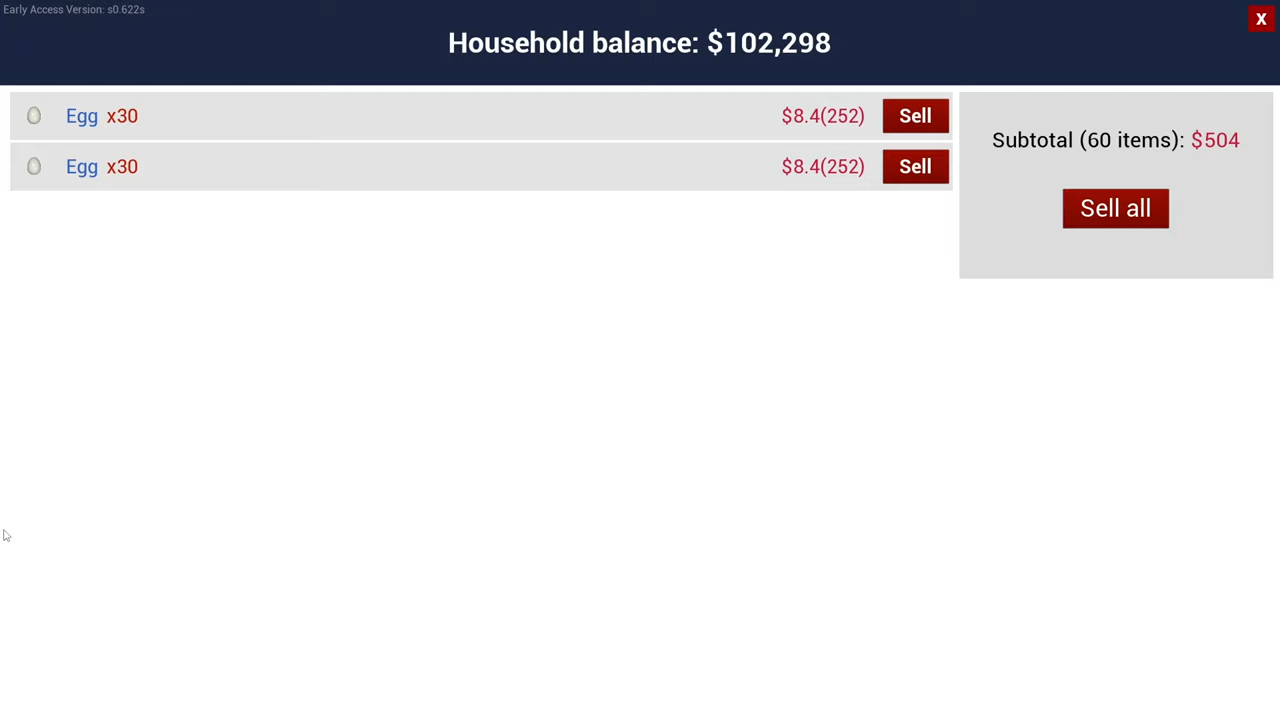 Early Access Version: s0.622s
X
Household balance: $102,298
Egg x30 $8.4(252) Sell
Egg x30 $8.4(252) Sell
Subtotal (60 items): $504
Sell all